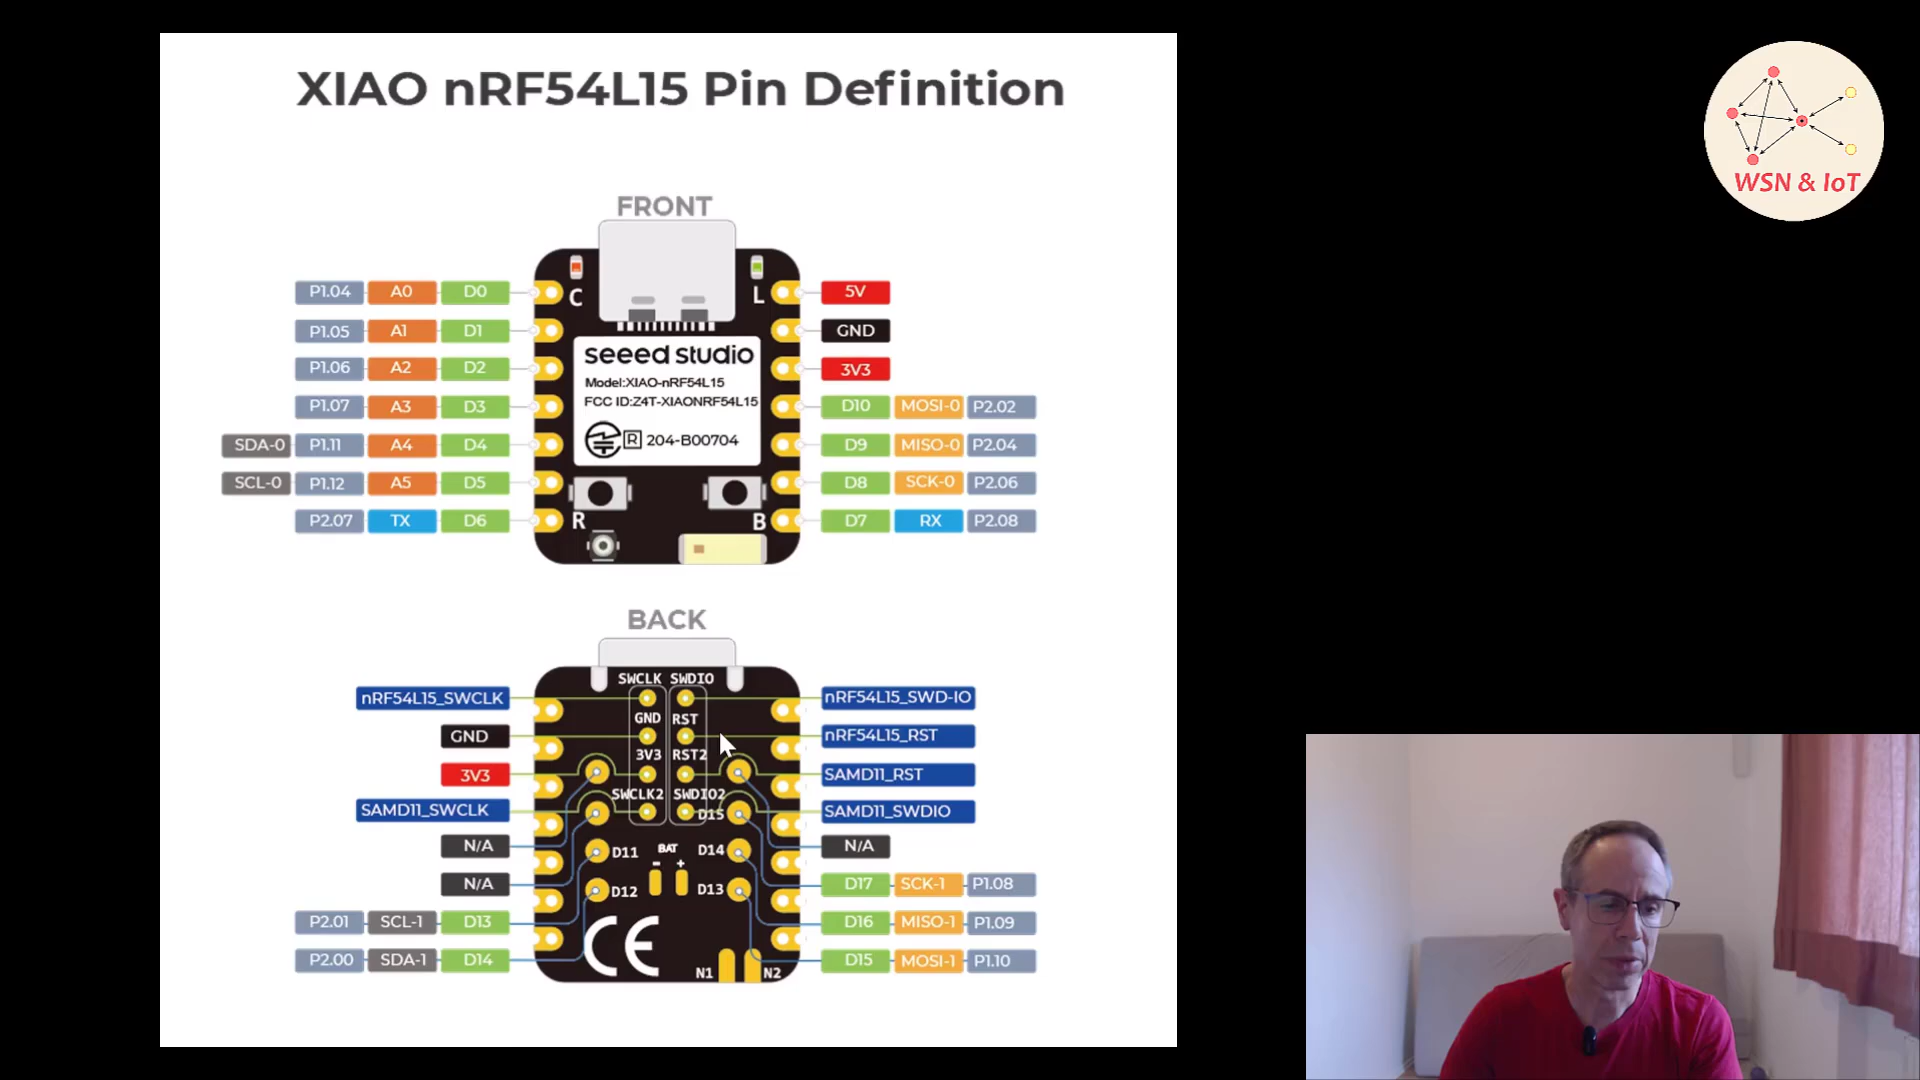 XIAO nRF54L15 Pin Definition
WSN & IoT
FRONT
P1.04 A0 D0 C L 5V
P1.05 A1 D1 GND
seeed studio
P1.06 A2 D2 3V3
Model:XIAO-nRF54L15
FCC ID:Z4T-XIAONRF54L15
P1.07 A3 D3 D10 MOSI-0 P2.02
SDA-0 P1.11 A4 D4 R 204-B00704 D9 MISO-0 P2.04
SCL-0 P1.12 A5 D5 D8 SCK-0 P2.06
P2.07 TX D6 R B D7 RX P2.08
BACK
SWCLK SWDIO
nRF54L15_SWCLK nRF54L15_SWD-IO
GND RST
GND nRF54L15_RST
3V3 RST2
3V3 SAMD11_RST
SWCLK2 SWDIO2
SAMD11_SWCLK D15 SAMD11_SWDIO
N/A D11 BAT D14 N/A
- +
N/A D12 D13 D17 SCK-1 P1.08
P2.01 SCL-1 D13 D16 MISO-1 P1.09
CE
P2.00 SDA-1 D14 N1 N2 D15 MOSI-1 P1.10